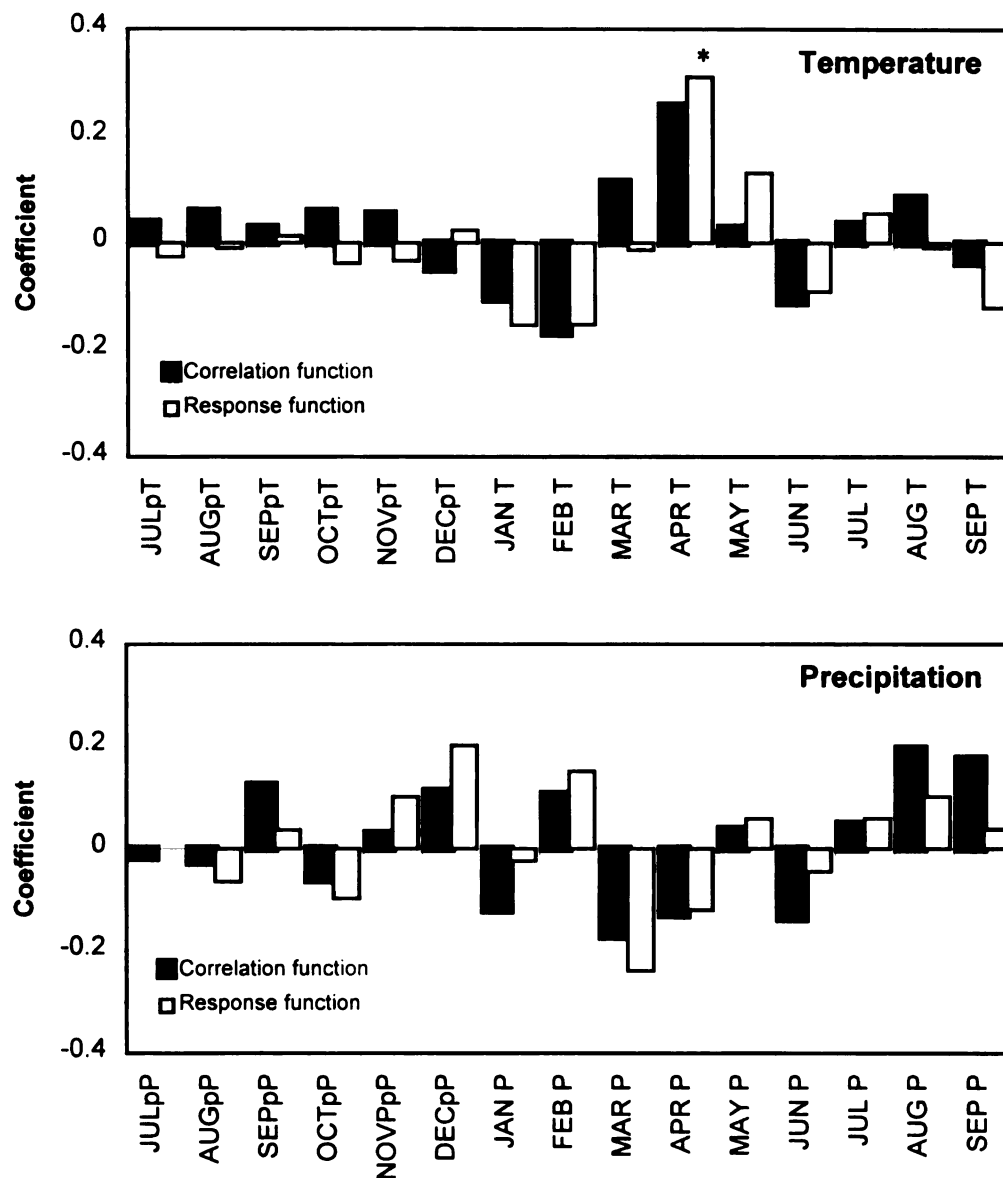 0.4
Temperature
*
0.2
0
-0.2
-0.4
Coefficient
Correlation function
Response function
JULpT
AUGpT
SEPpT
OCTpT
NOVpT
DECpT
JAN T
FEB T
MAR T
APR T
MAY T
JUN T
JUL T
AUG T
SEP T
0.4
Precipitation
0.2
0
-0.2
-0.4
Coefficient
Correlation function
Response function
JULpP
AUGpP
SEPpP
OCTpP
NOVPpP
DECpP
JAN P
FEB P
MAR P
APR P
MAY P
JUN P
JUL P
AUG P
SEP P